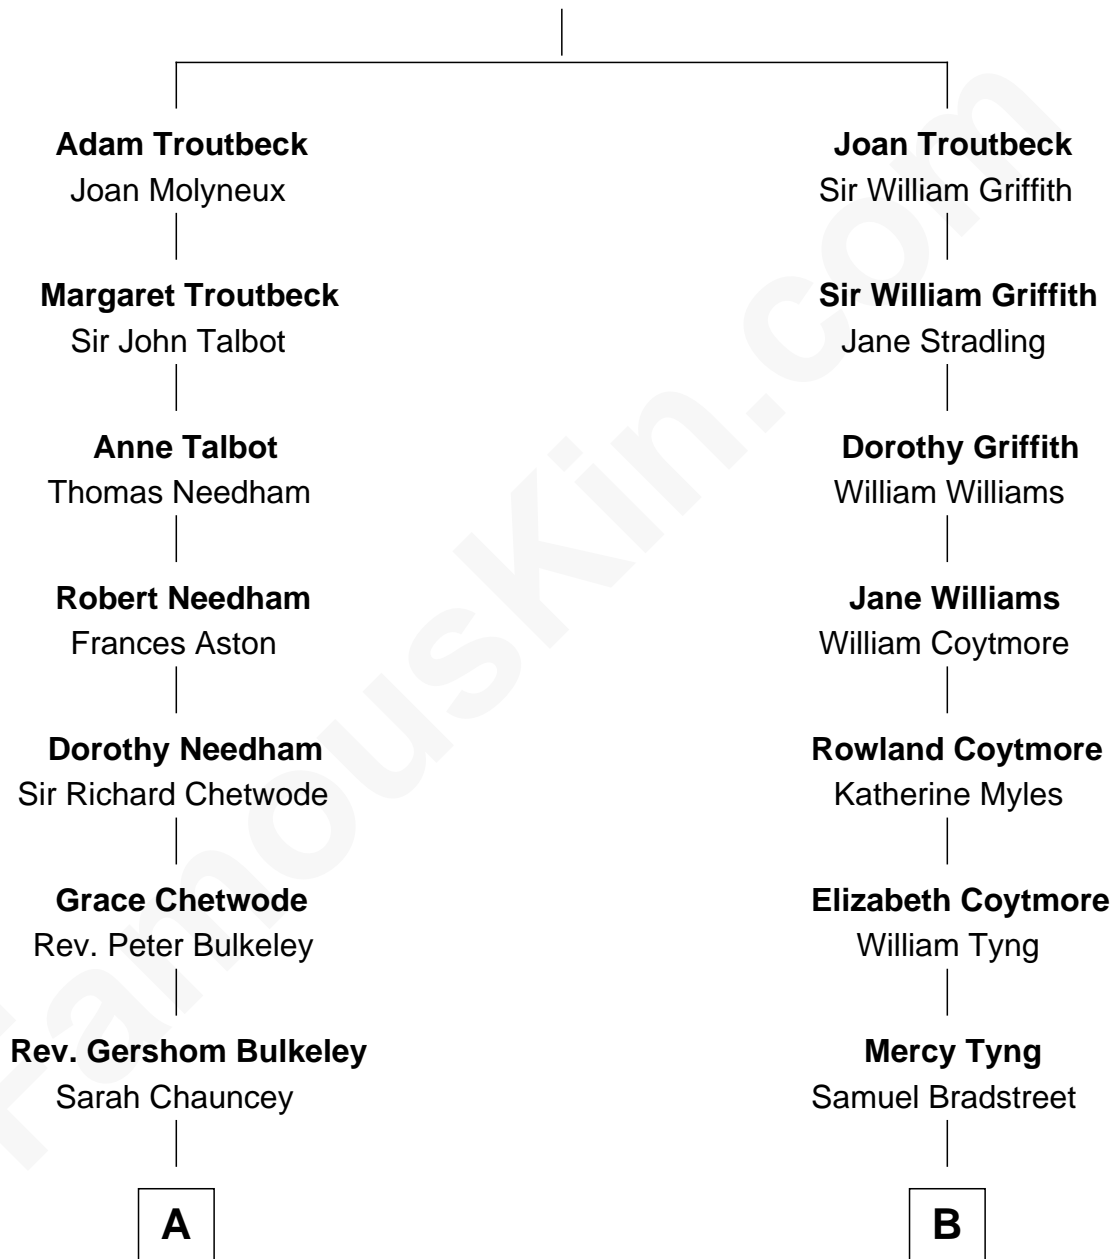 Adam Troutbeck
Joan Molyneux
Margaret Troutbeck
Sir John Talbot
Anne Talbot
Thomas Needham
Robert Needham
Frances Aston
Dorothy Needham
Sir Richard Chetwode
Grace Chetwode
Rev. Peter Bulkeley
Rev. Gershom Bulkeley
Sarah Chauncey
A
Joan Troutbeck
Sir William Griffith
Sir William Griffith
Jane Stradling
Dorothy Griffith
William Williams
Jane Williams
William Coytmore
Rowland Coytmore
Katherine Myles
Elizabeth Coytmore
William Tyng
Mercy Tyng
Samuel Bradstreet
B
FamousKin.com